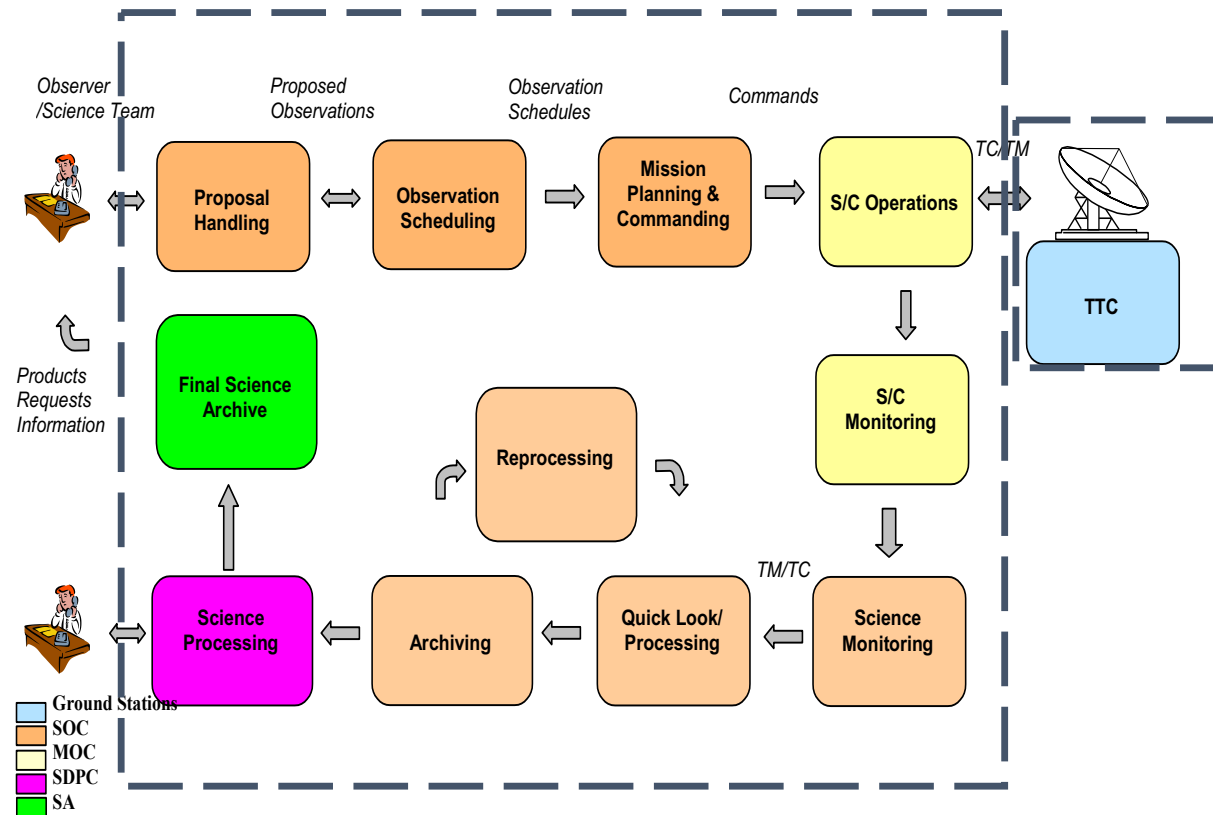 Observer
/Science Team
Proposed
Observations
Observation
Schedules
Commands
TC/TM
Proposal
Handling
Observation
Scheduling
Mission
Planning &
Commanding
S/C Operations
TTC
Products
Requests
Information
Final Science
Archive
Reprocessing
S/C
Monitoring
TM/TC
Science
Processing
Archiving
Quick Look/
Processing
Science
Monitoring
Ground Stations
SOC
MOC
SDPC
SA